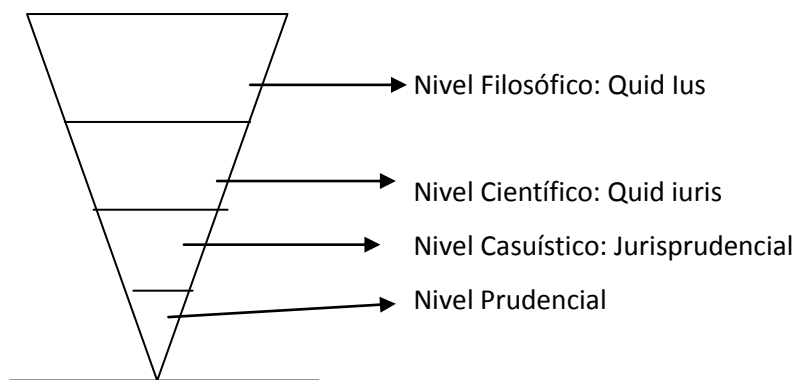 Nivel Filosófico: Quid Ius
Nivel Científico: Quid iuris
Nivel Casuístico: Jurisprudencial
Nivel Prudencial